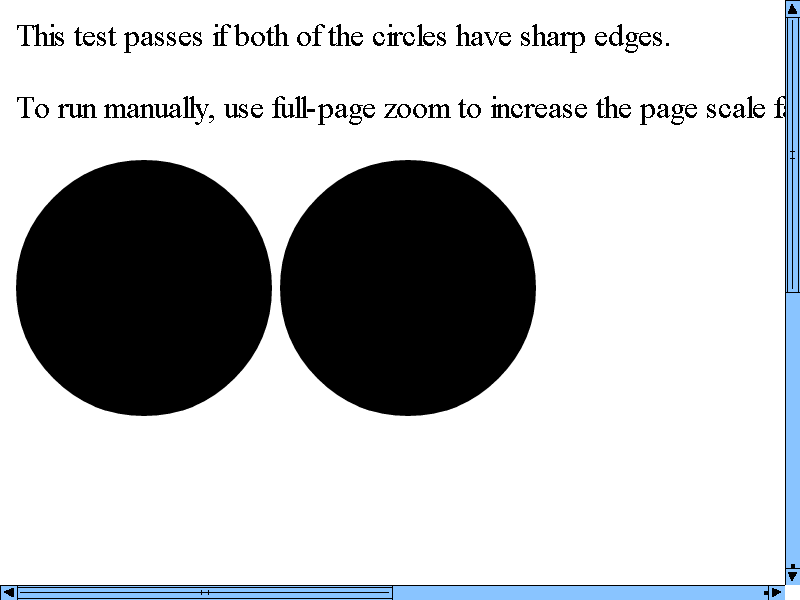 This test passes if both of the circles have sharp edges.
To run manually, use full-page zoom to increase the page scale